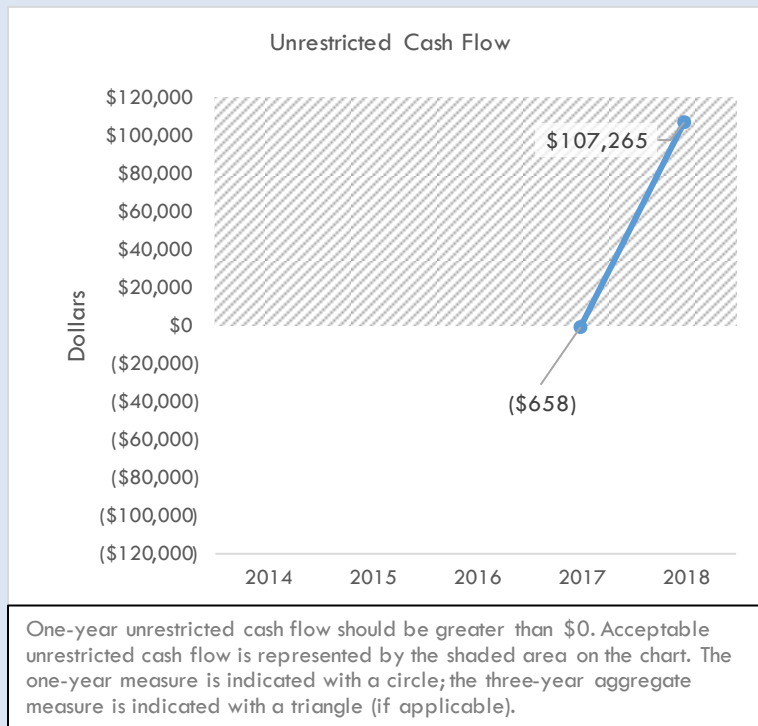 Unrestricted Cash Flow
$120,000
$100,000
$80,000
$60,000
$40,000
$20,000
$0
($20,000)
($40,000)
($60,000)
($80,000)
($100,000)
($120,000)
Dollars
$107,265
($658)
2014 2015 2016 2017 2018
One-year unrestricted cash flow should be greater than $0. Acceptable
unrestricted cash flow is represented by the shaded area on the chart. The
one-year measure is indicated with a circle; the three-year aggregate
measure is indicated with a triangle (if applicable).